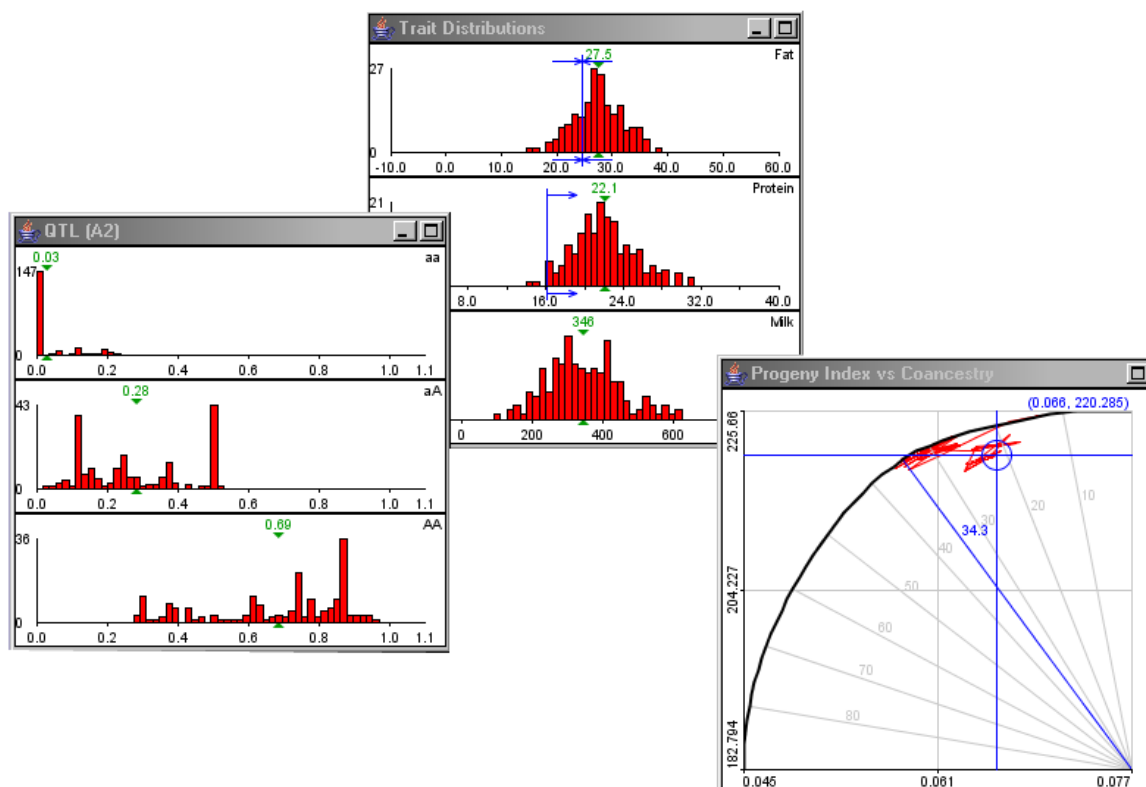 Trait Distributions
27.5
Fat
27
0
-10.0 0.0 10.0 20.0 30.0 40.0 50.0 60.0
22.1
Protein
21
8.0 16.0 24.0 32.0 40.0
346
Milk
0 200 400 600
QTL (A2)
0.03
aa
147
0
0.0 0.2 0.4 0.6 0.8 1.0 1.1
0.28
aA
43
0
0.0 0.2 0.4 0.6 0.8 1.0 1.1
0.69
AA
36
0
0.0 0.2 0.4 0.6 0.8 1.0 1.1
Progeny Index vs Coancestry
(0.066, 220.285)
225.66
204.227
182.794
10
20
30
34.3
40
50
60
70
80
0.045 0.061 0.077